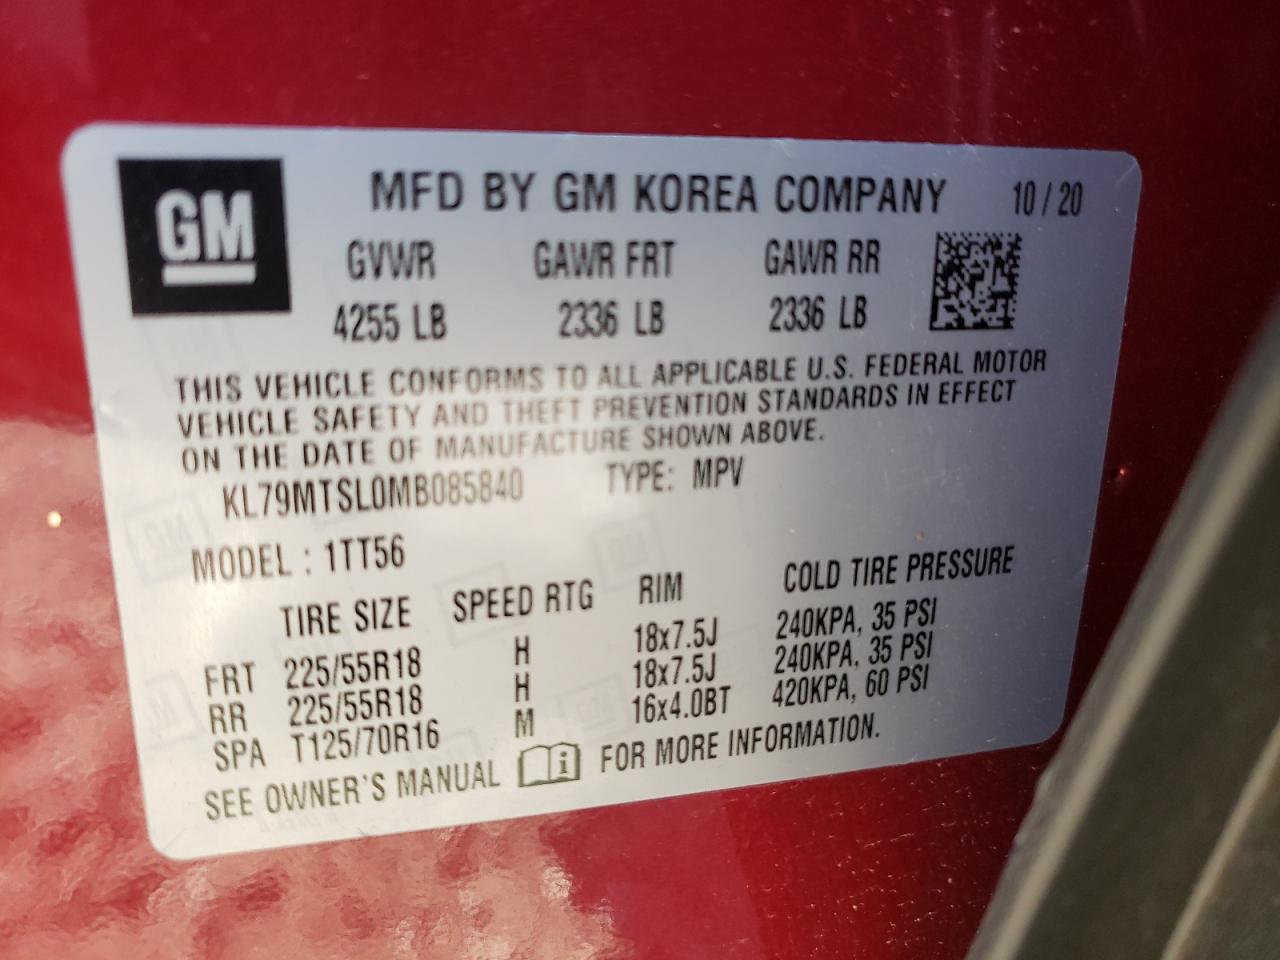 GM
MFD BY GM KOREA COMPANY 10 / 20
GVWR GAWR FRT GAWR RR
4255 LB 2336 LB 2336 LB
THIS VEHICLE CONFORMS TO ALL APPLICABLE U.S. FEDERAL MOTOR
VEHICLE SAFETY AND THEFT PREVENTION STANDARDS IN EFFECT
ON THE DATE OF MANUFACTURE SHOWN ABOVE.
KL79MTSL0MB085840 TYPE: MPV
MODEL : 1TT56
TIRE SIZE SPEED RTG RIM COLD TIRE PRESSURE
FRT 225/55R18 H 18x7.5J 240KPA, 35 PSI
RR 225/55R18 H 18x7.5J 240KPA, 35 PSI
SPA T125/70R16 M 16x4.0BT 420KPA, 60 PSI
SEE OWNER'S MANUAL i FOR MORE INFORMATION.